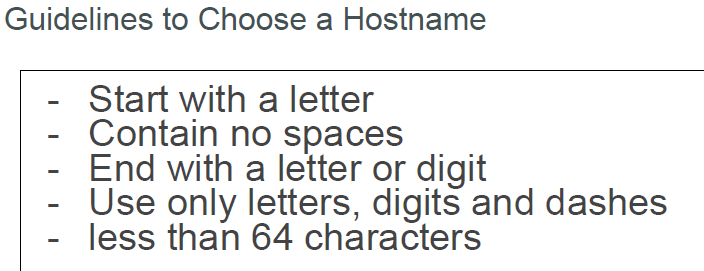 Guidelines to Choose a Hostname
- Start with a letter
- Contain no spaces
- End with a letter or digit
- Use only letters, digits and dashes
- less than 64 characters